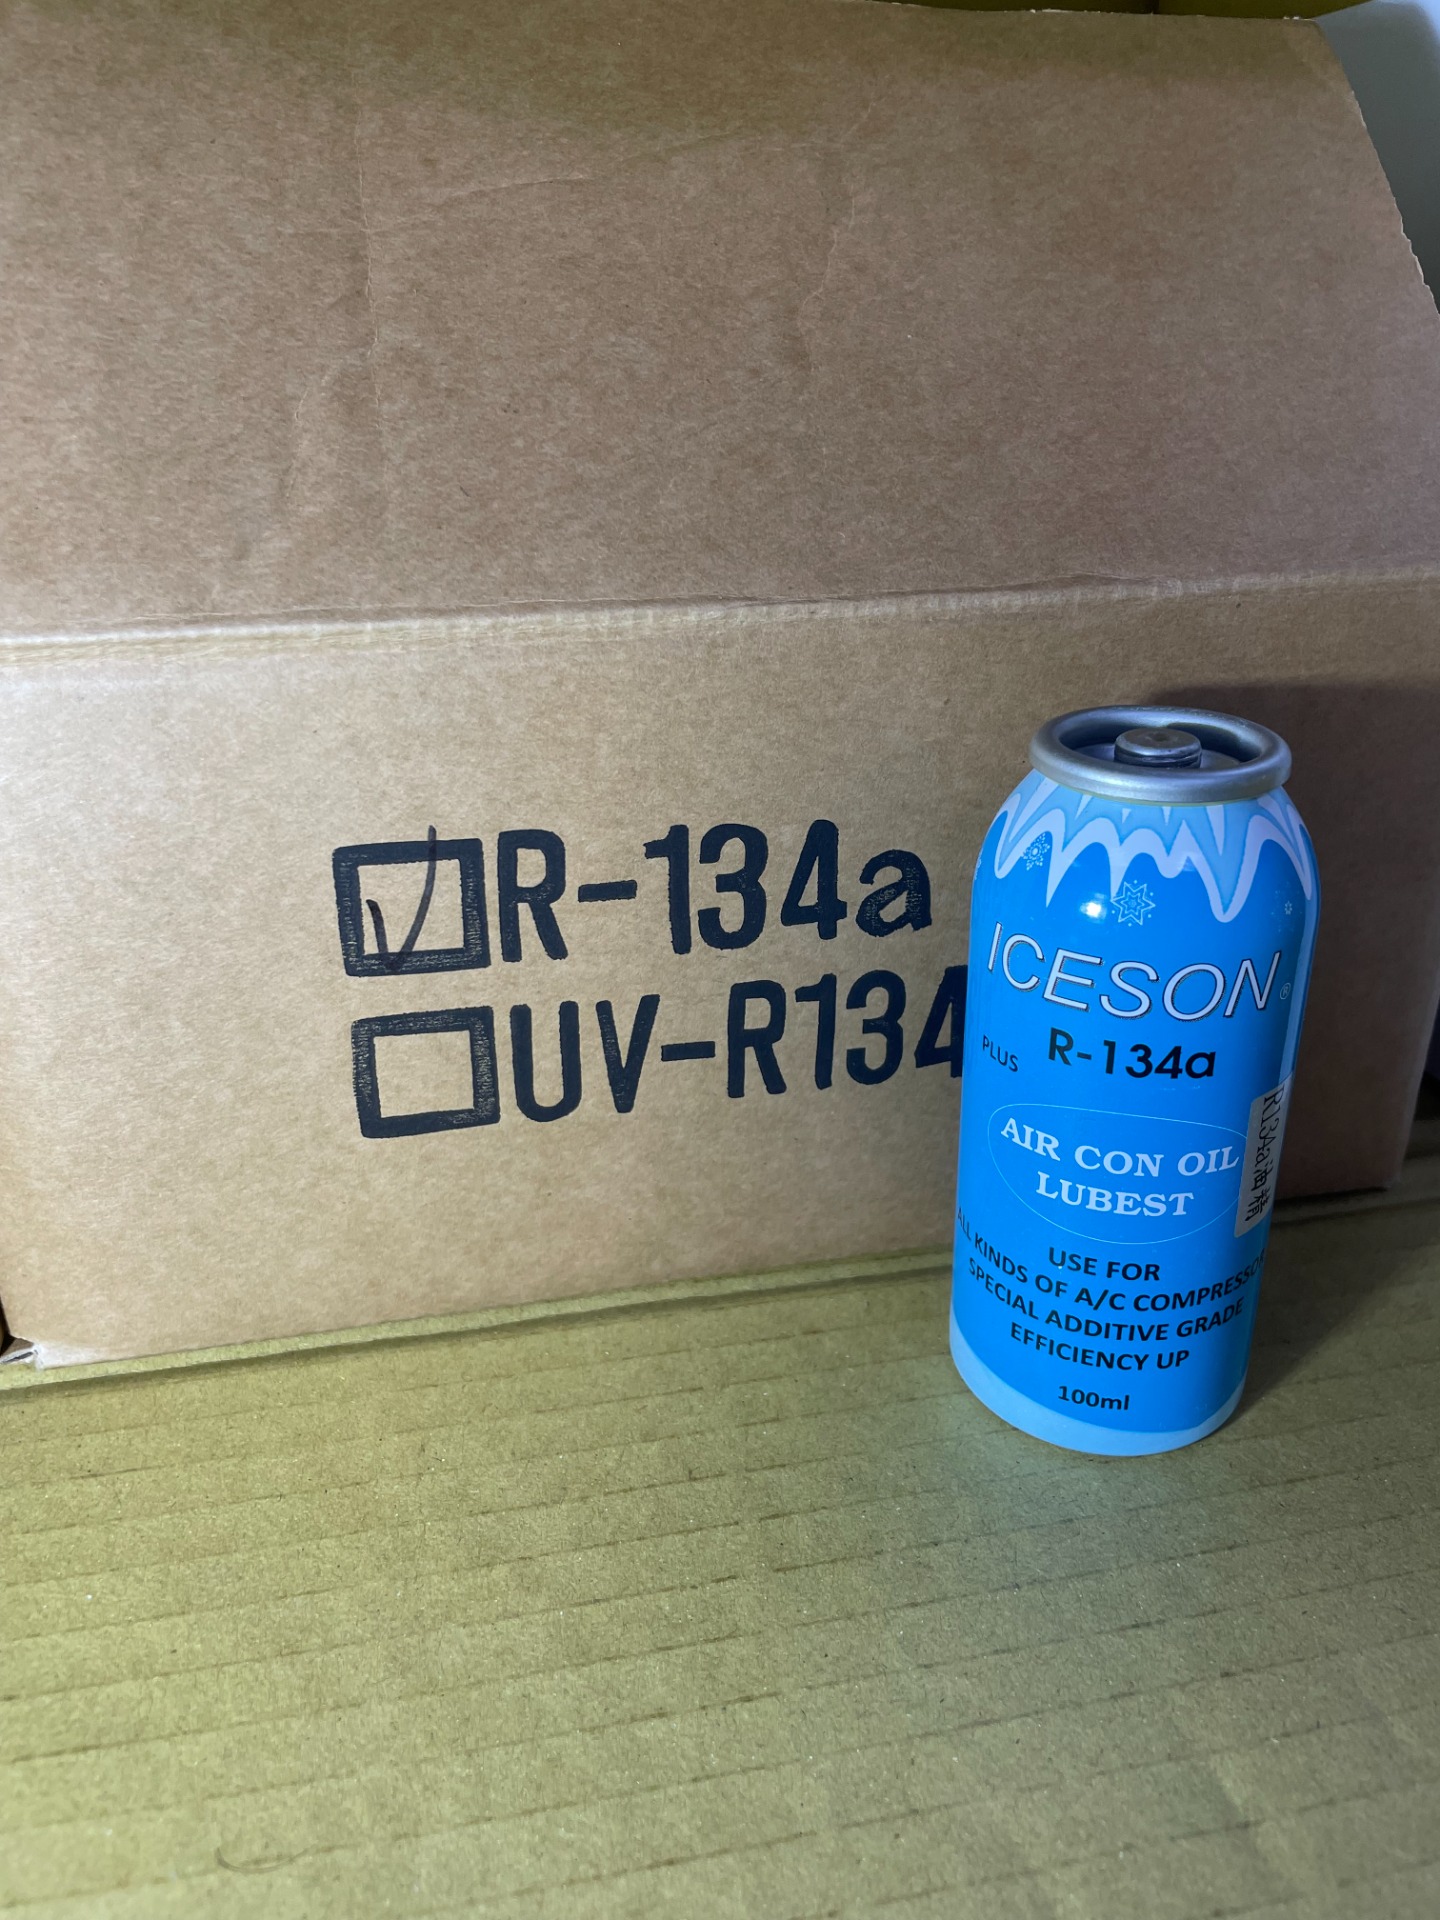 R-134a
UV-R134
ICESON®
PLUS R-134a
AIR CON OIL
LUBEST
R134a油精
USE FOR
ALL KINDS OF A/C COMPRESSOR
SPECIAL ADDITIVE GRADE
EFFICIENCY UP
100ml